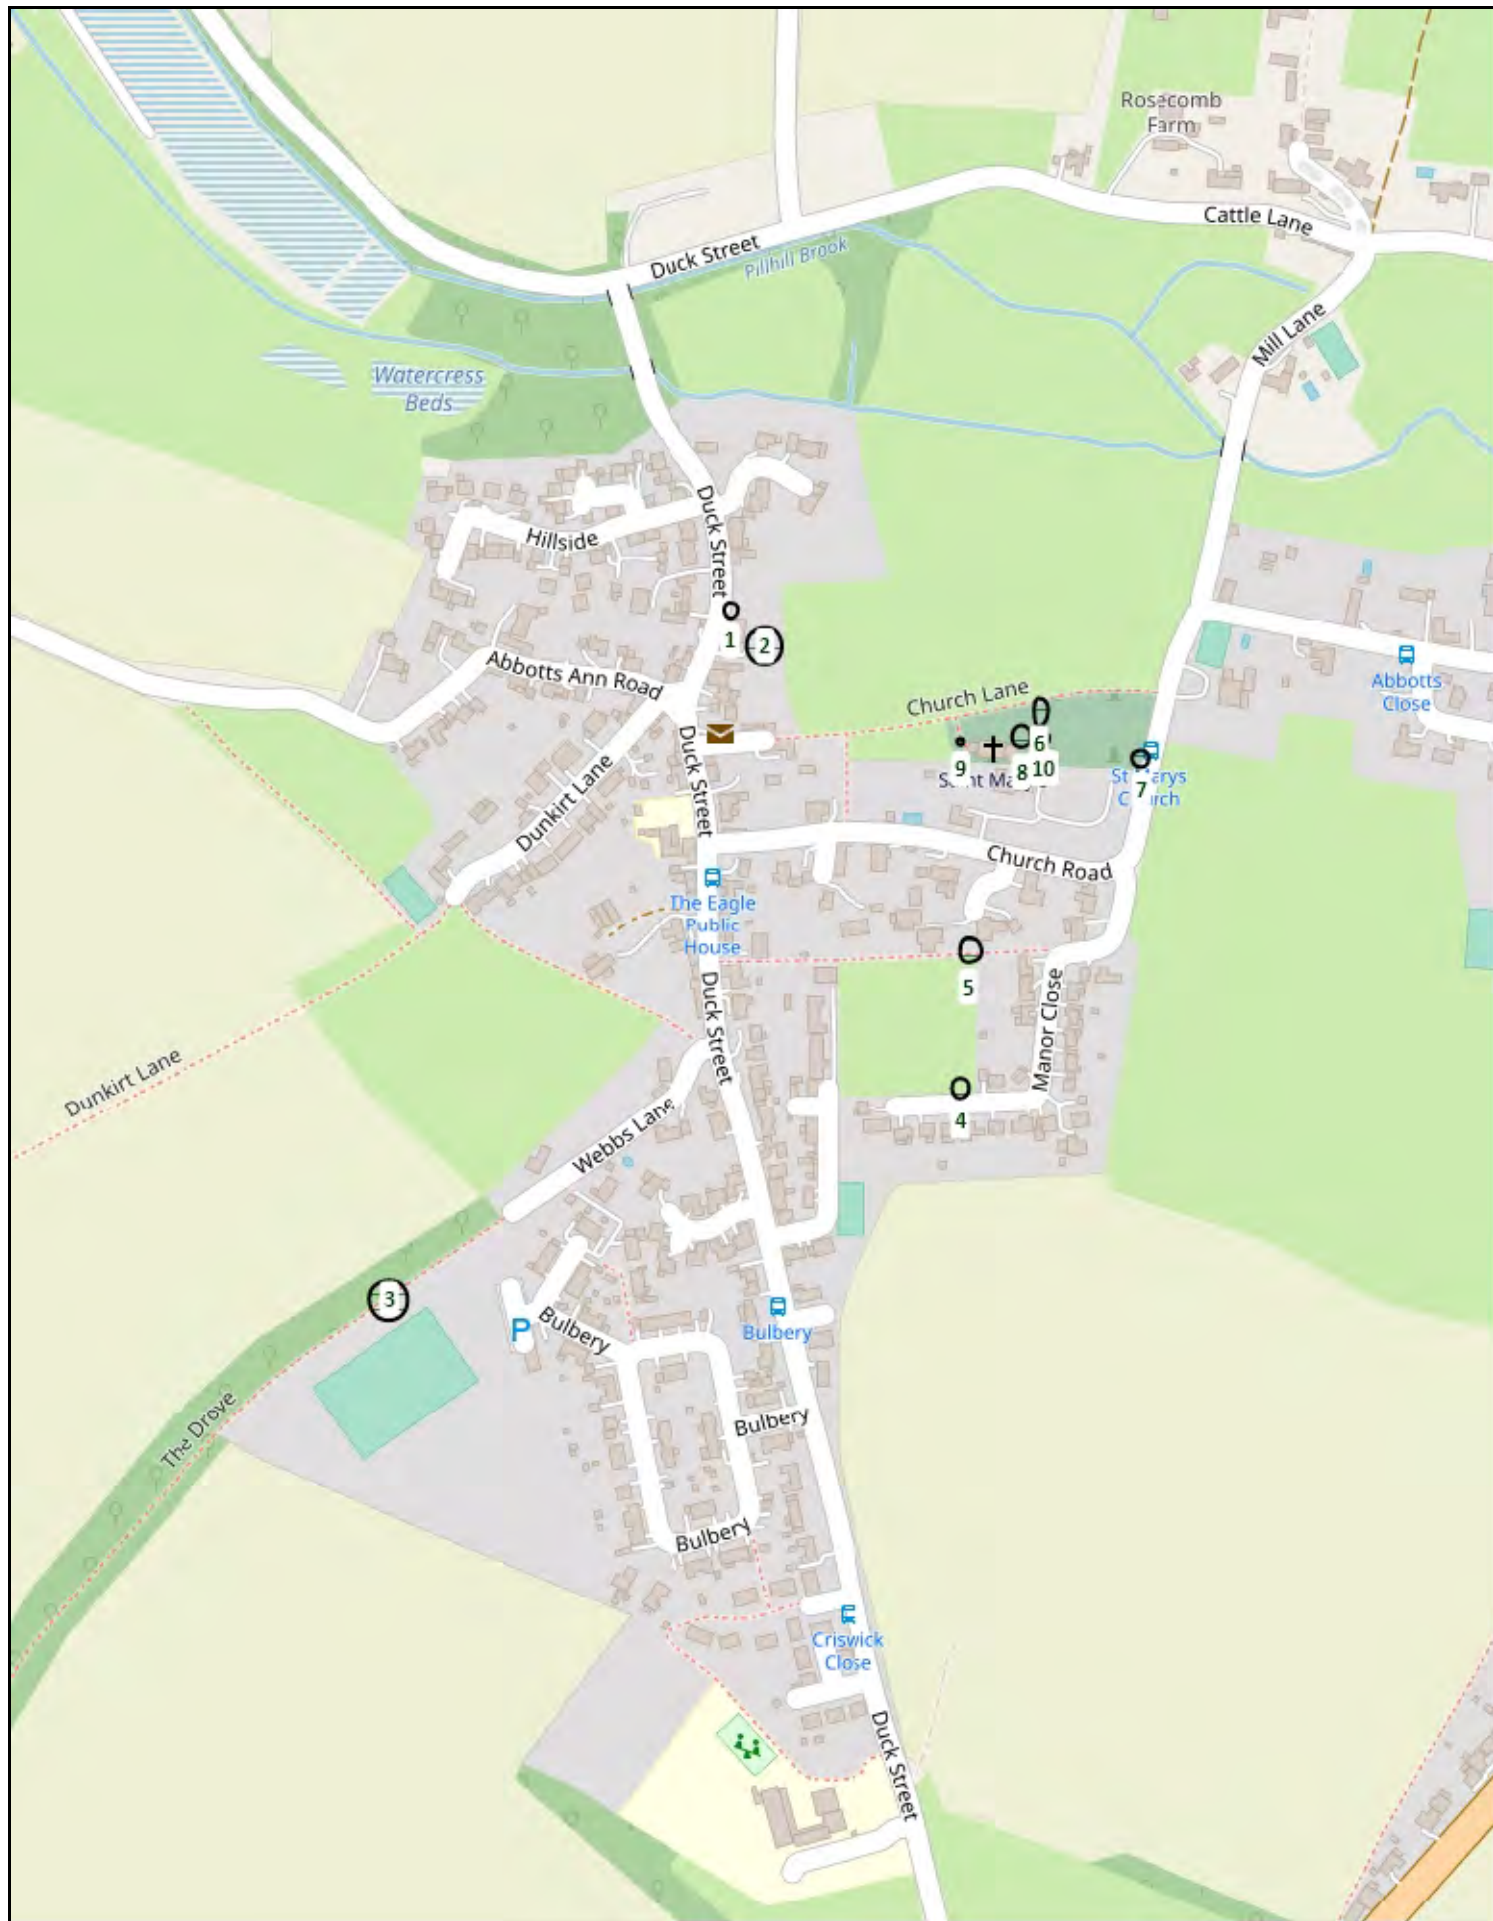 Rosecomb
Farm
Cattle Lane
Duck Street
Pillhill Brook
Mill Lane
Watercress
Beds
Duck Street
Hillside
1
2
Abbotts Ann Road
Abbotts
Close
Church Lane
Duck Street
6
9
8
10
7
Dunkirt Lane
Church Road
The Eagle
Public
House
5
Duck Street
Manor Close
Dunkirt Lane
4
Webbs Lane
3
P
Bulbery
Bulbery
The Drove
Bulbery
Bulbery
Criswick
Close
Duck Street